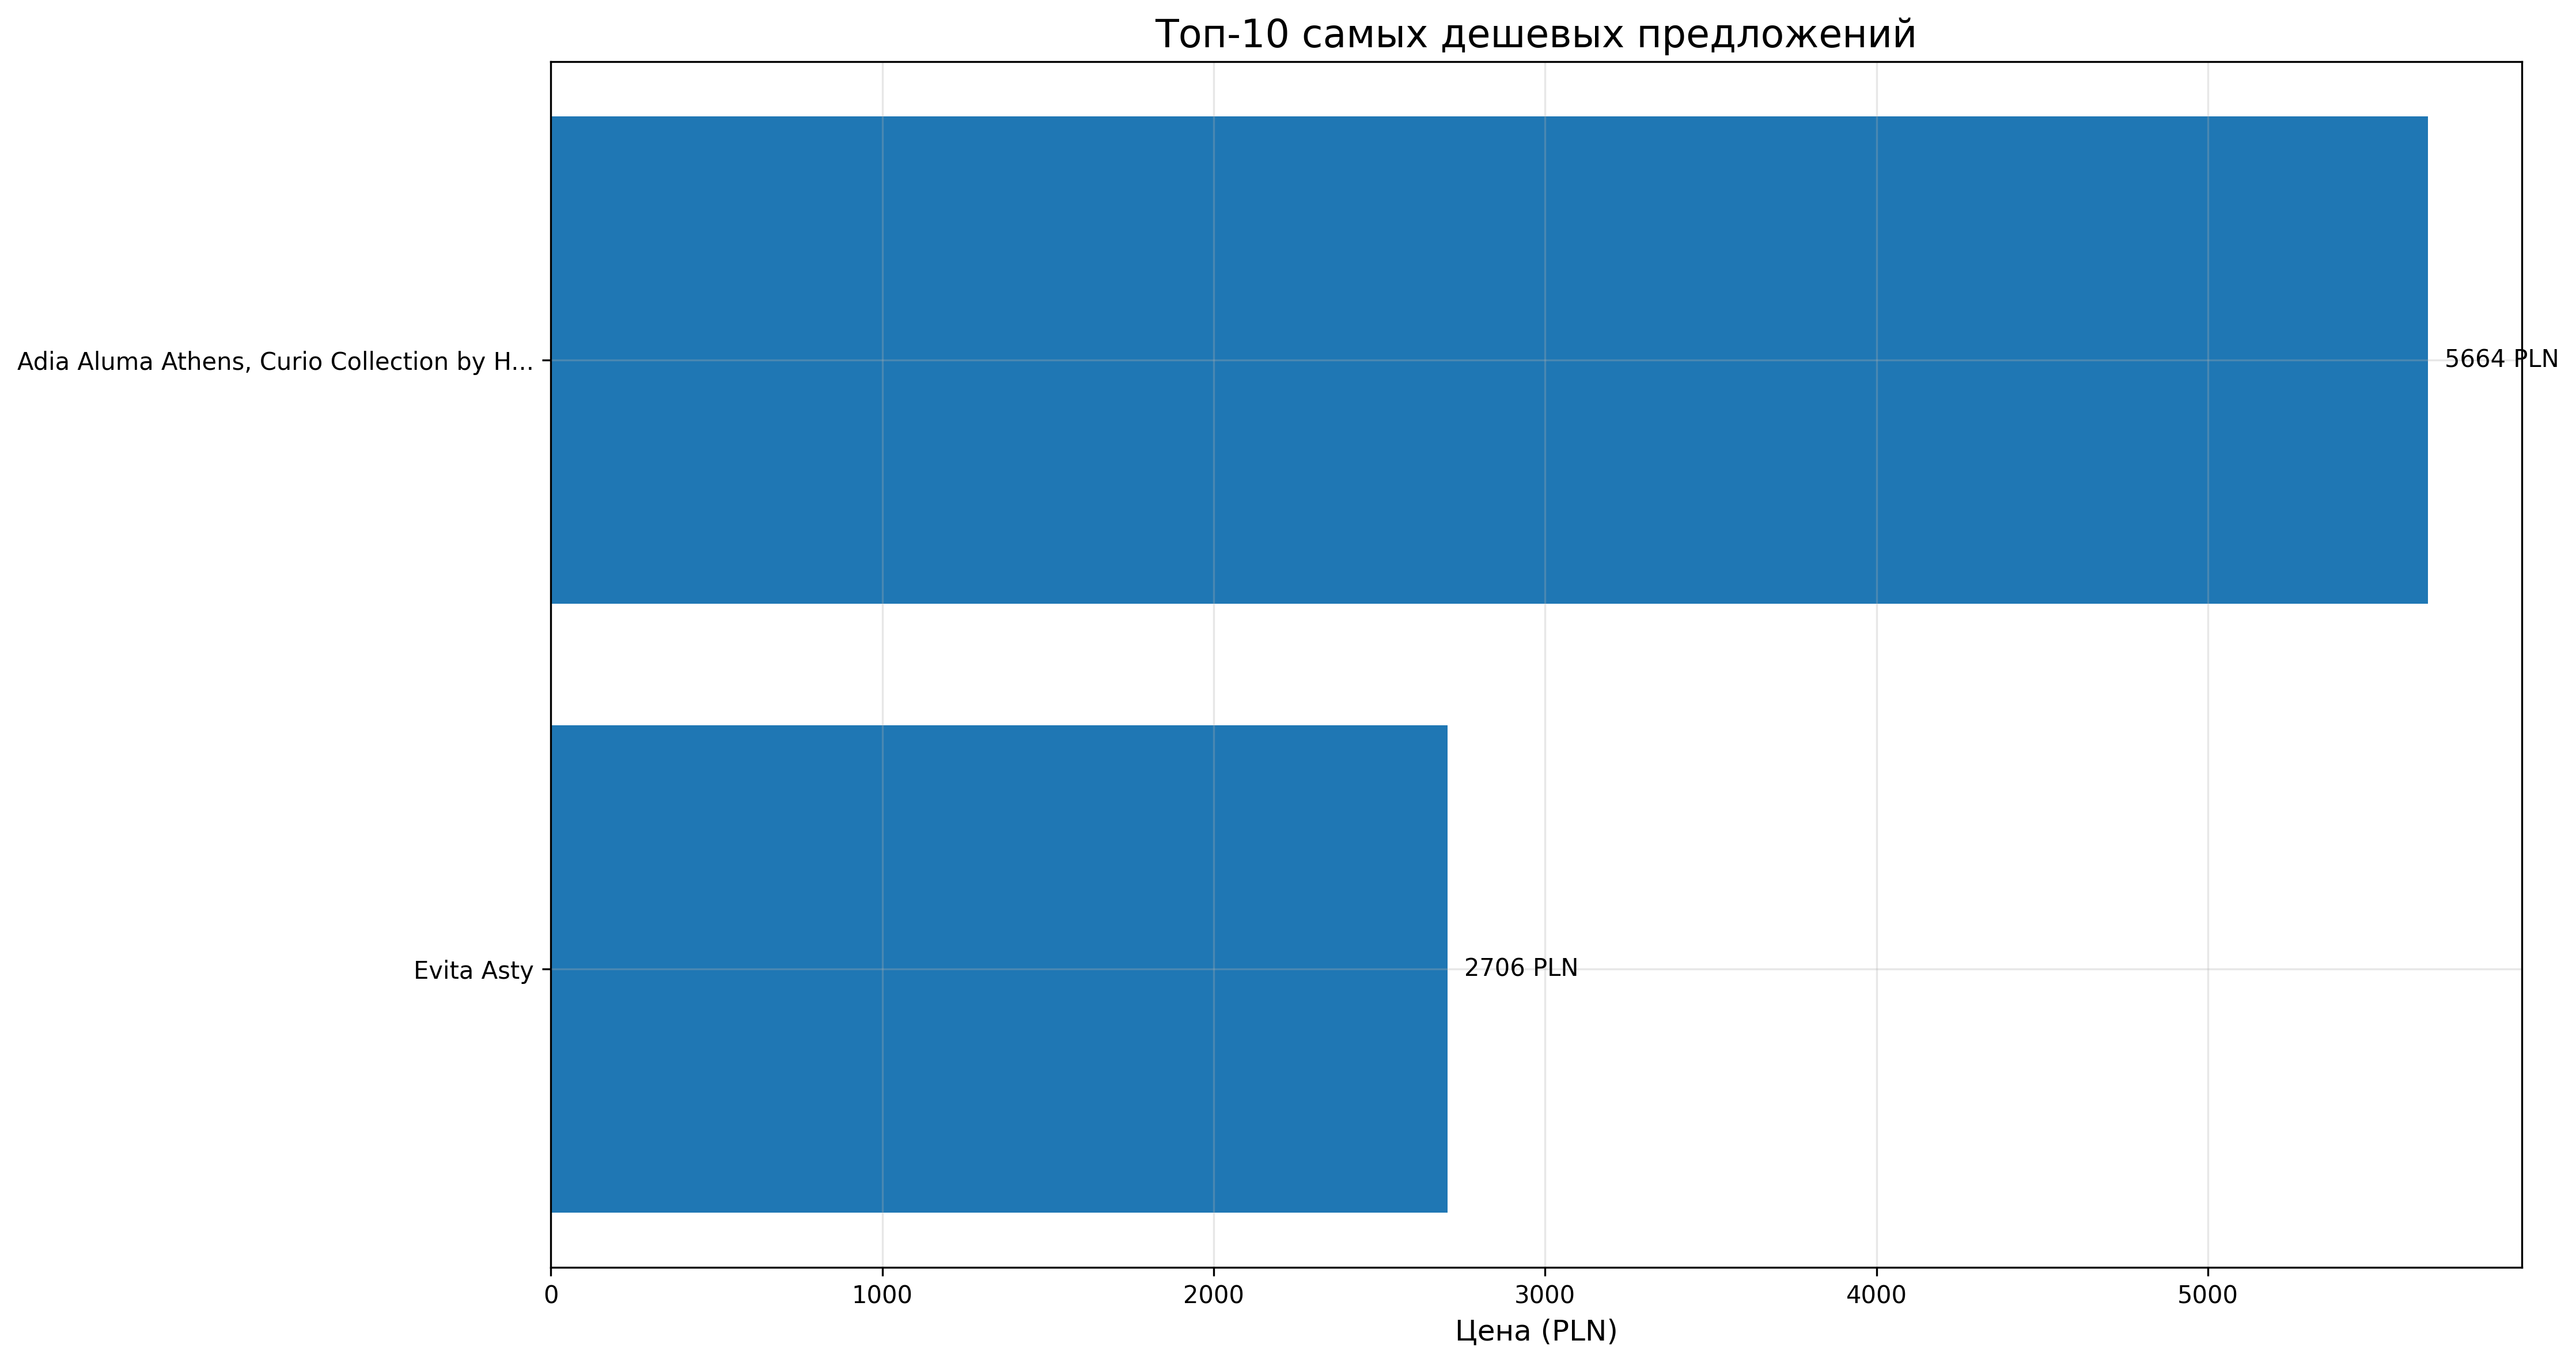 Топ-10 самых дешевых предложений
Adia Aluma Athens, Curio Collection by H...
5664 PLN
Evita Asty
2706 PLN
0 1000 2000 3000 4000 5000
Цена (PLN)